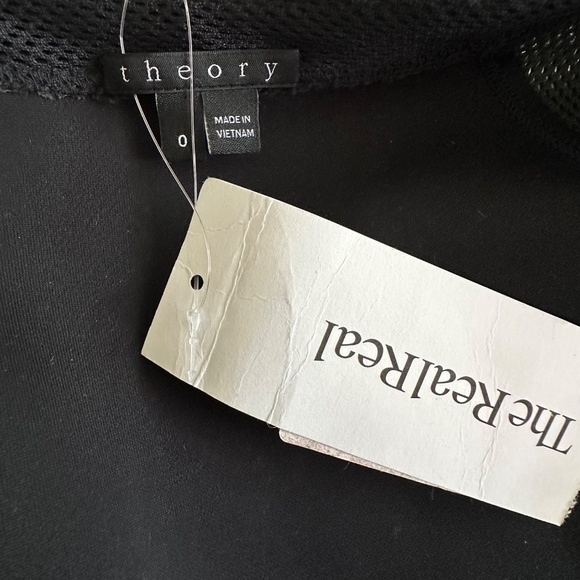 theory
0
MADE IN
VIETNAM
TheRealReal